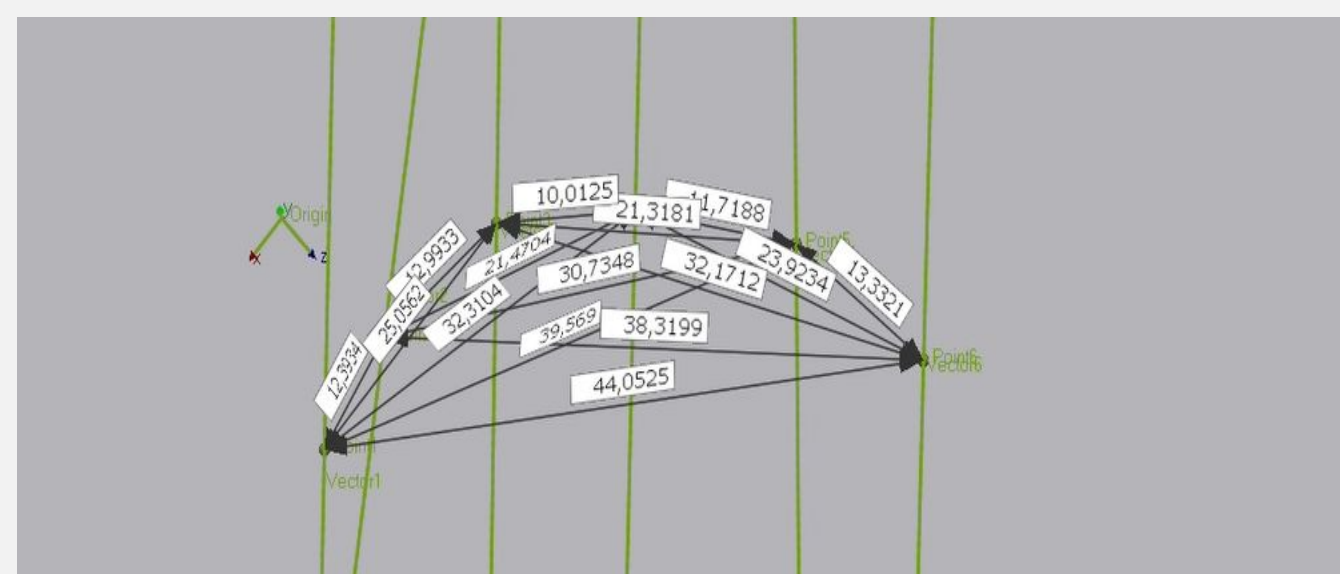 10,0125
11,7188
21,3181
Y
Origin
X
Z
12,9933
21,4704
30,7348
32,1712
23,9234
Point5
13,3321
25,0562
32,3104
39,569
38,3199
12,3934
44,0525
Point6
Vector6
Point1
Vector1